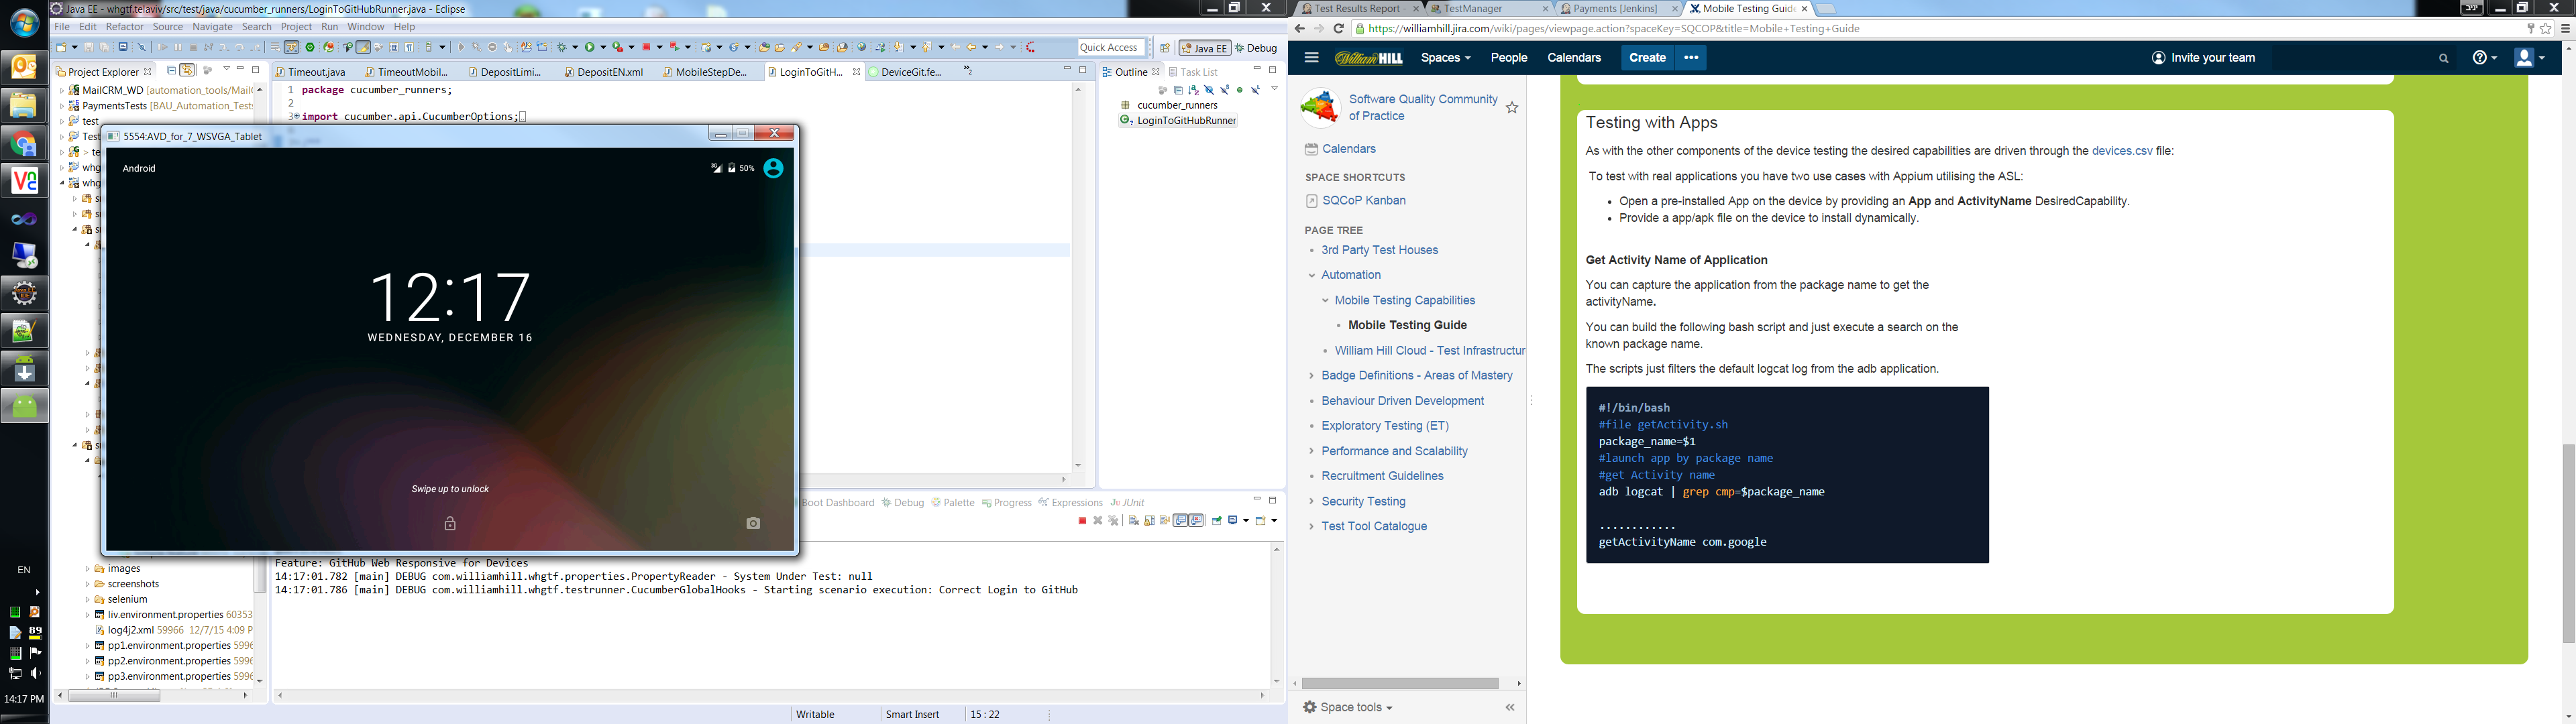 Java EE - whgtf.telaviv/src/test/java/cucumber_runners/LoginToGitHubRunner.java - Eclipse
File Edit Refactor Source Navigate Search Project Run Window Help
Quick Access
Java EE
Debug
Project Explorer
MailCRM_WD [automation_tools/MailC
PaymentsTests [BAU_Automation_Test
test
Test
> te
whg
whg
images
screenshots
selenium
liv.environment.properties 60353
log4j2.xml 59966 12/7/15 4:09 P
pp1.environment.properties 5996
pp2.environment.properties 5996
pp3.environment.properties 5996
Timeout.java
TimeoutMobil...
DepositLimi...
DepositEN.xml
MobileStepDe...
LoginToGitH...
DeviceGit.fe...
1 package cucumber_runners;
2
3 import cucumber.api.CucumberOptions;
5554:AVD_for_7_WSVGA_Tablet
Android
3G
50%
12:17
WEDNESDAY, DECEMBER 16
Swipe up to unlock
Outline
Task List
cucumber_runners
LoginToGitHubRunner
Boot Dashboard
Debug
Palette
Progress
Expressions
JUnit
Feature: GitHub Web Responsive for Devices
14:17:01.782 [main] DEBUG com.williamhill.whgtf.properties.PropertyReader - System Under Test: null
14:17:01.786 [main] DEBUG com.williamhill.whgtf.testrunner.CucumberGlobalHooks - Starting scenario execution: Correct Login to GitHub
Writable
Smart Insert
15 : 22
EN
89
14:17 PM
Test Results Report -
TestManager
Payments [Jenkins]
Mobile Testing Guide
יניב
https://williamhill.jira.com/wiki/pages/viewpage.action?spaceKey=SQCOP&title=Mobile+Testing+Guide
William HILL
Spaces
People
Calendars
Create
•••
Invite your team
Software Quality Community
of Practice
Calendars
SPACE SHORTCUTS
SQCoP Kanban
PAGE TREE
3rd Party Test Houses
Automation
Mobile Testing Capabilities
Mobile Testing Guide
William Hill Cloud - Test Infrastructur
Badge Definitions - Areas of Mastery
Behaviour Driven Development
Exploratory Testing (ET)
Performance and Scalability
Recruitment Guidelines
Security Testing
Test Tool Catalogue
Space tools
Testing with Apps
As with the other components of the device testing the desired capabilities are driven through the devices.csv file:
To test with real applications you have two use cases with Appium utilising the ASL:
• Open a pre-installed App on the device by providing an App and ActivityName DesiredCapability.
• Provide a app/apk file on the device to install dynamically.
Get Activity Name of Application
You can capture the application from the package name to get the
activityName.
You can build the following bash script and just execute a search on the
known package name.
The scripts just filters the default logcat log from the adb application.
#!/bin/bash
#file getActivity.sh
package_name=$1
#launch app by package name
#get Activity name
adb logcat | grep cmp=$package_name
............
getActivityName com.google